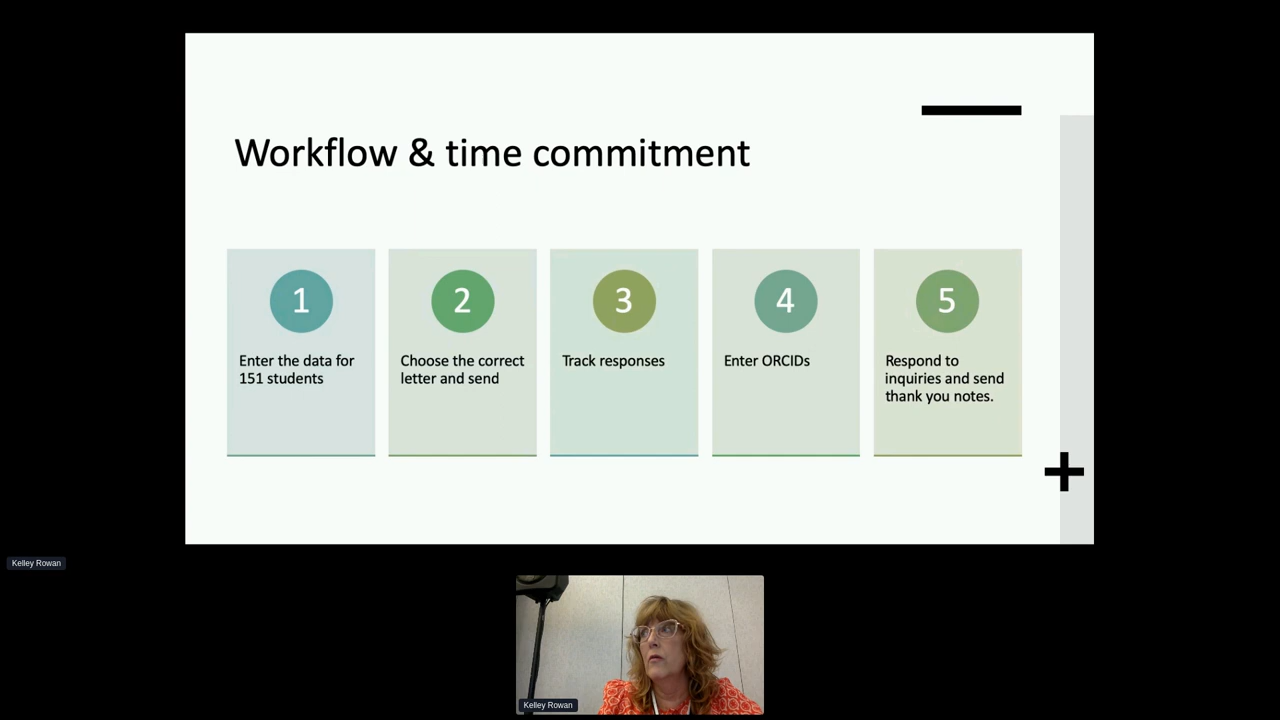 Workflow & time commitment
1
Enter the data for
151 students
2
Choose the correct
letter and send
3
Track responses
4
Enter ORCIDs
5
Respond to
inquiries and send
thank you notes.
Kelley Rowan
Kelley Rowan